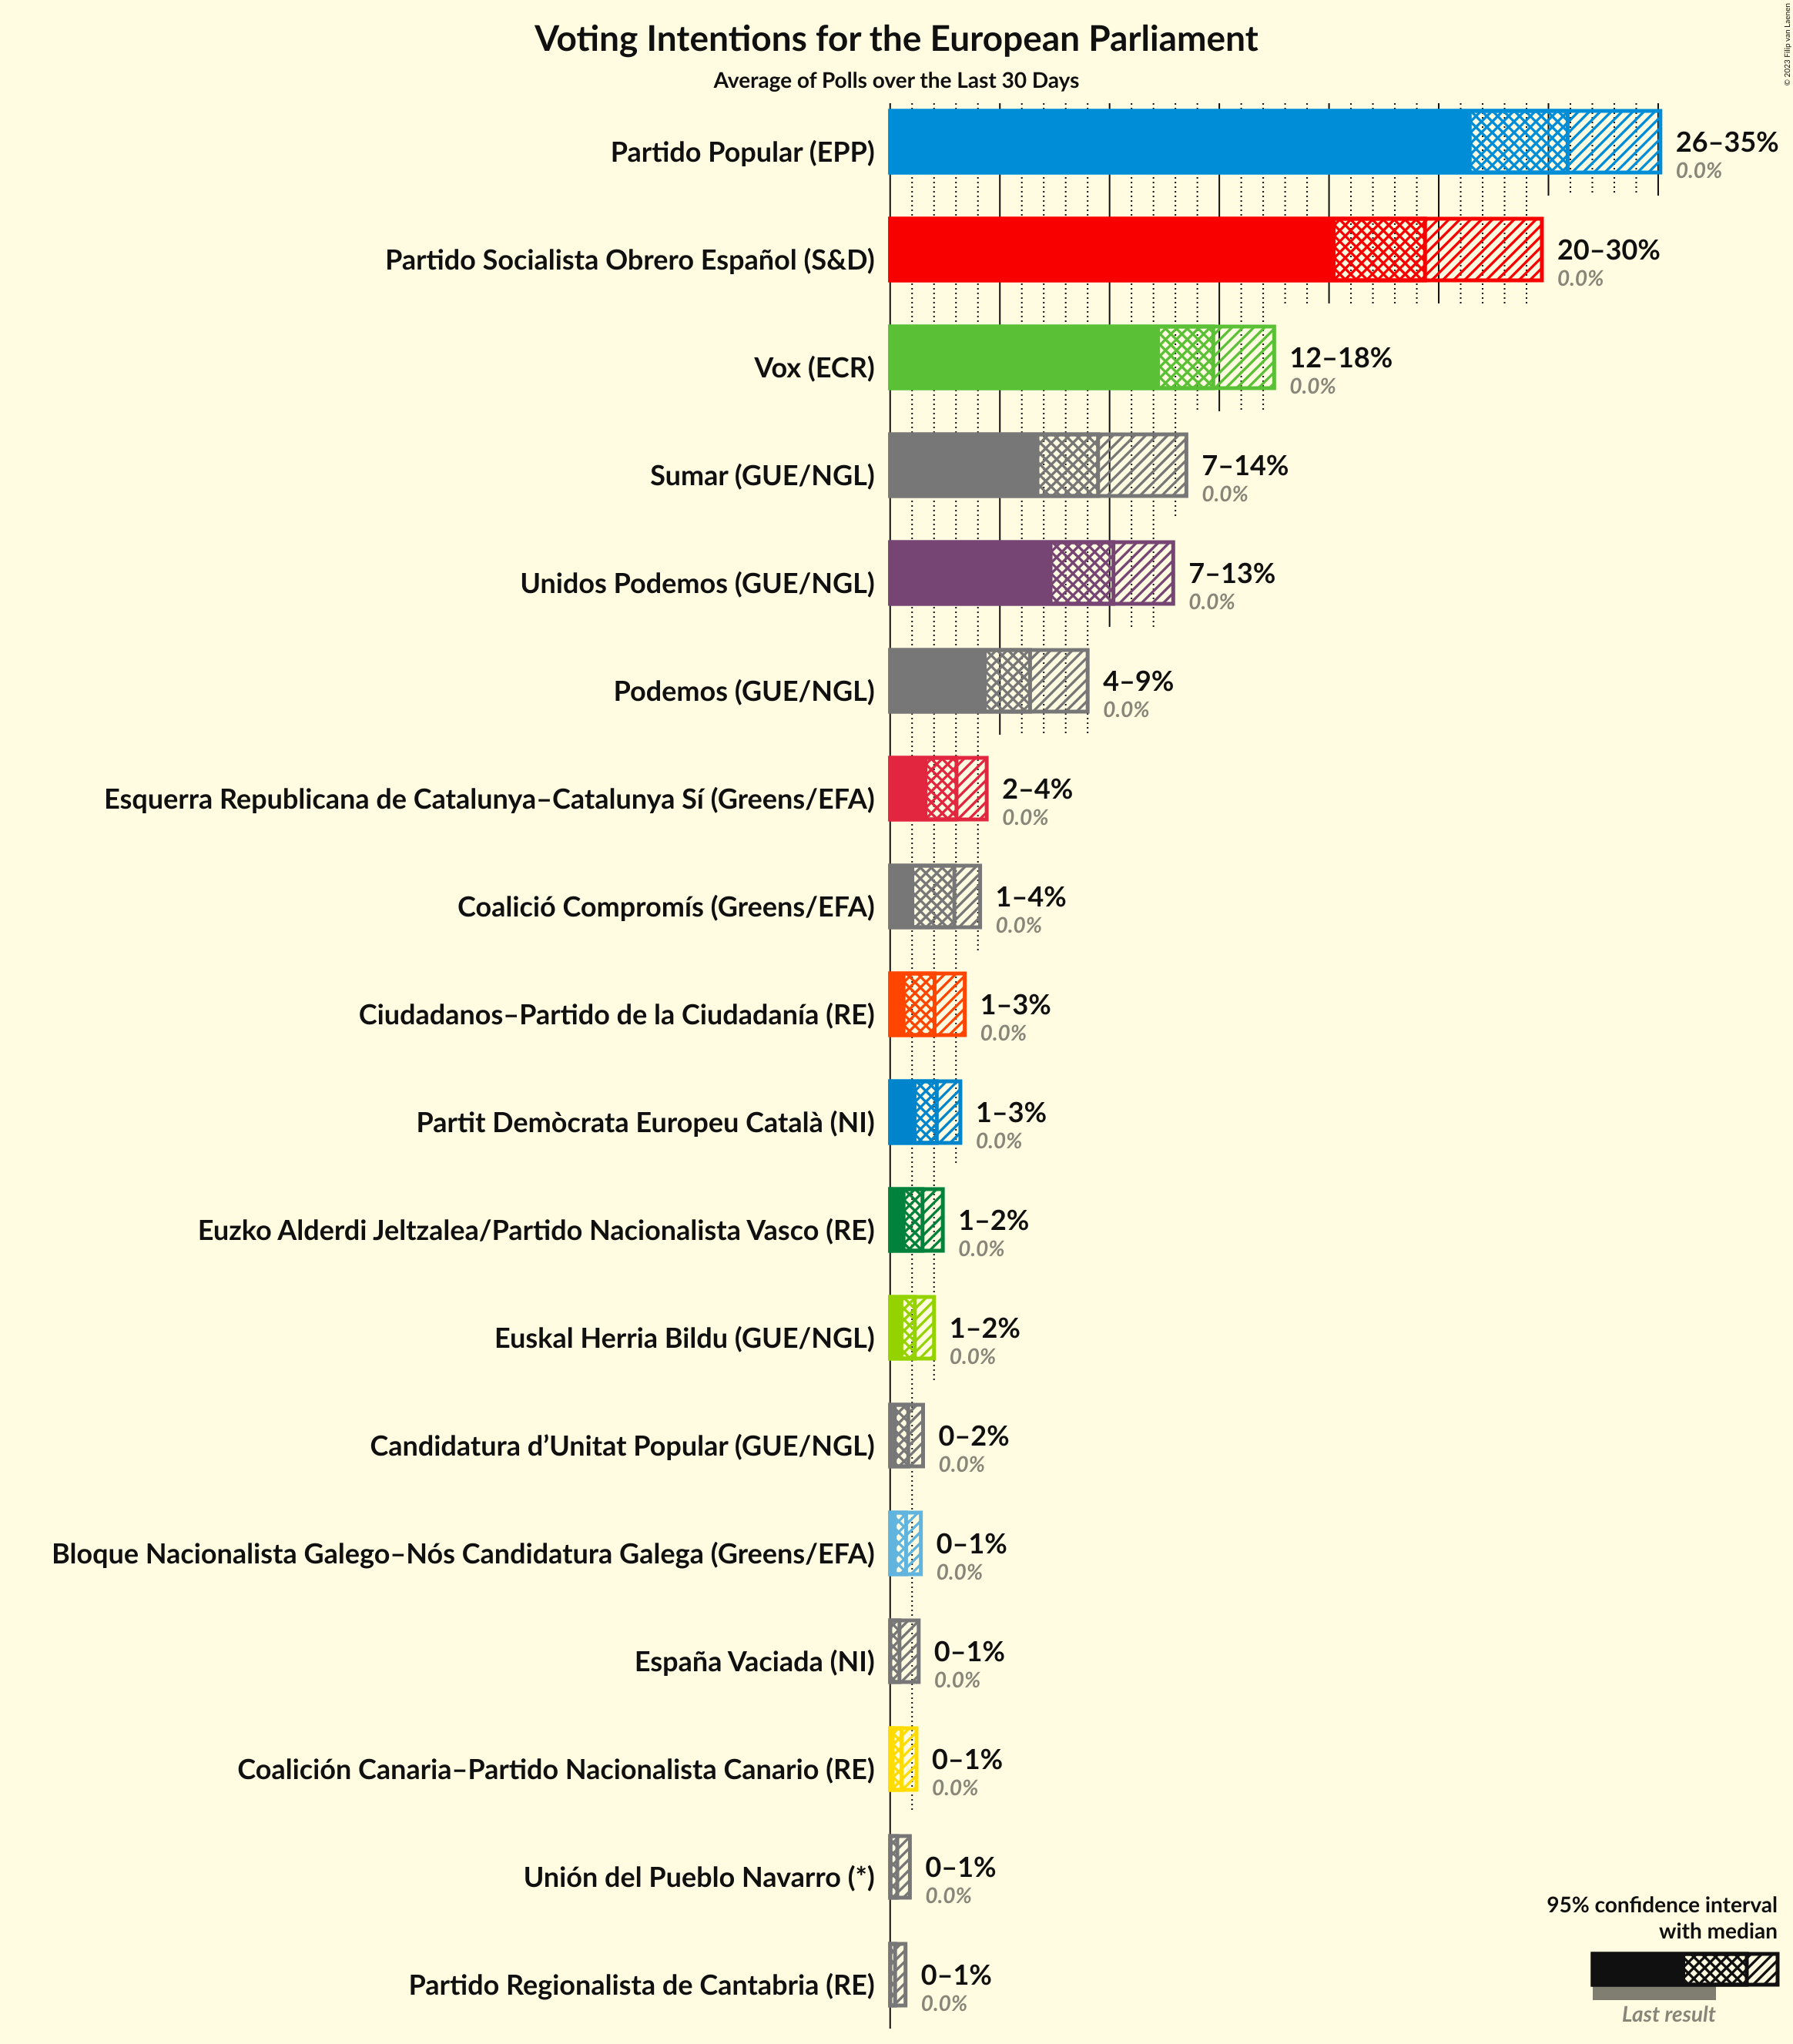 Voting Intentions for the European Parliament
Average of Polls over the Last 30 Days
© 2023 Filip van Laenen
Partido Popular (EPP)
26–35%
0.0%
Partido Socialista Obrero Español (S&D)
20–30%
0.0%
Vox (ECR)
12–18%
0.0%
Sumar (GUE/NGL)
7–14%
0.0%
Unidos Podemos (GUE/NGL)
7–13%
0.0%
Podemos (GUE/NGL)
4–9%
0.0%
Esquerra Republicana de Catalunya–Catalunya Sí (Greens/EFA)
2–4%
0.0%
Coalició Compromís (Greens/EFA)
1–4%
0.0%
Ciudadanos–Partido de la Ciudadanía (RE)
1–3%
0.0%
Partit Demòcrata Europeu Català (NI)
1–3%
0.0%
Euzko Alderdi Jeltzalea/Partido Nacionalista Vasco (RE)
1–2%
0.0%
Euskal Herria Bildu (GUE/NGL)
1–2%
0.0%
Candidatura d’Unitat Popular (GUE/NGL)
0–2%
0.0%
Bloque Nacionalista Galego–Nós Candidatura Galega (Greens/EFA)
0–1%
0.0%
España Vaciada (NI)
0–1%
0.0%
Coalición Canaria–Partido Nacionalista Canario (RE)
0–1%
0.0%
Unión del Pueblo Navarro (*)
0–1%
0.0%
Partido Regionalista de Cantabria (RE)
0–1%
0.0%
95% confidence interval
with median
Last result